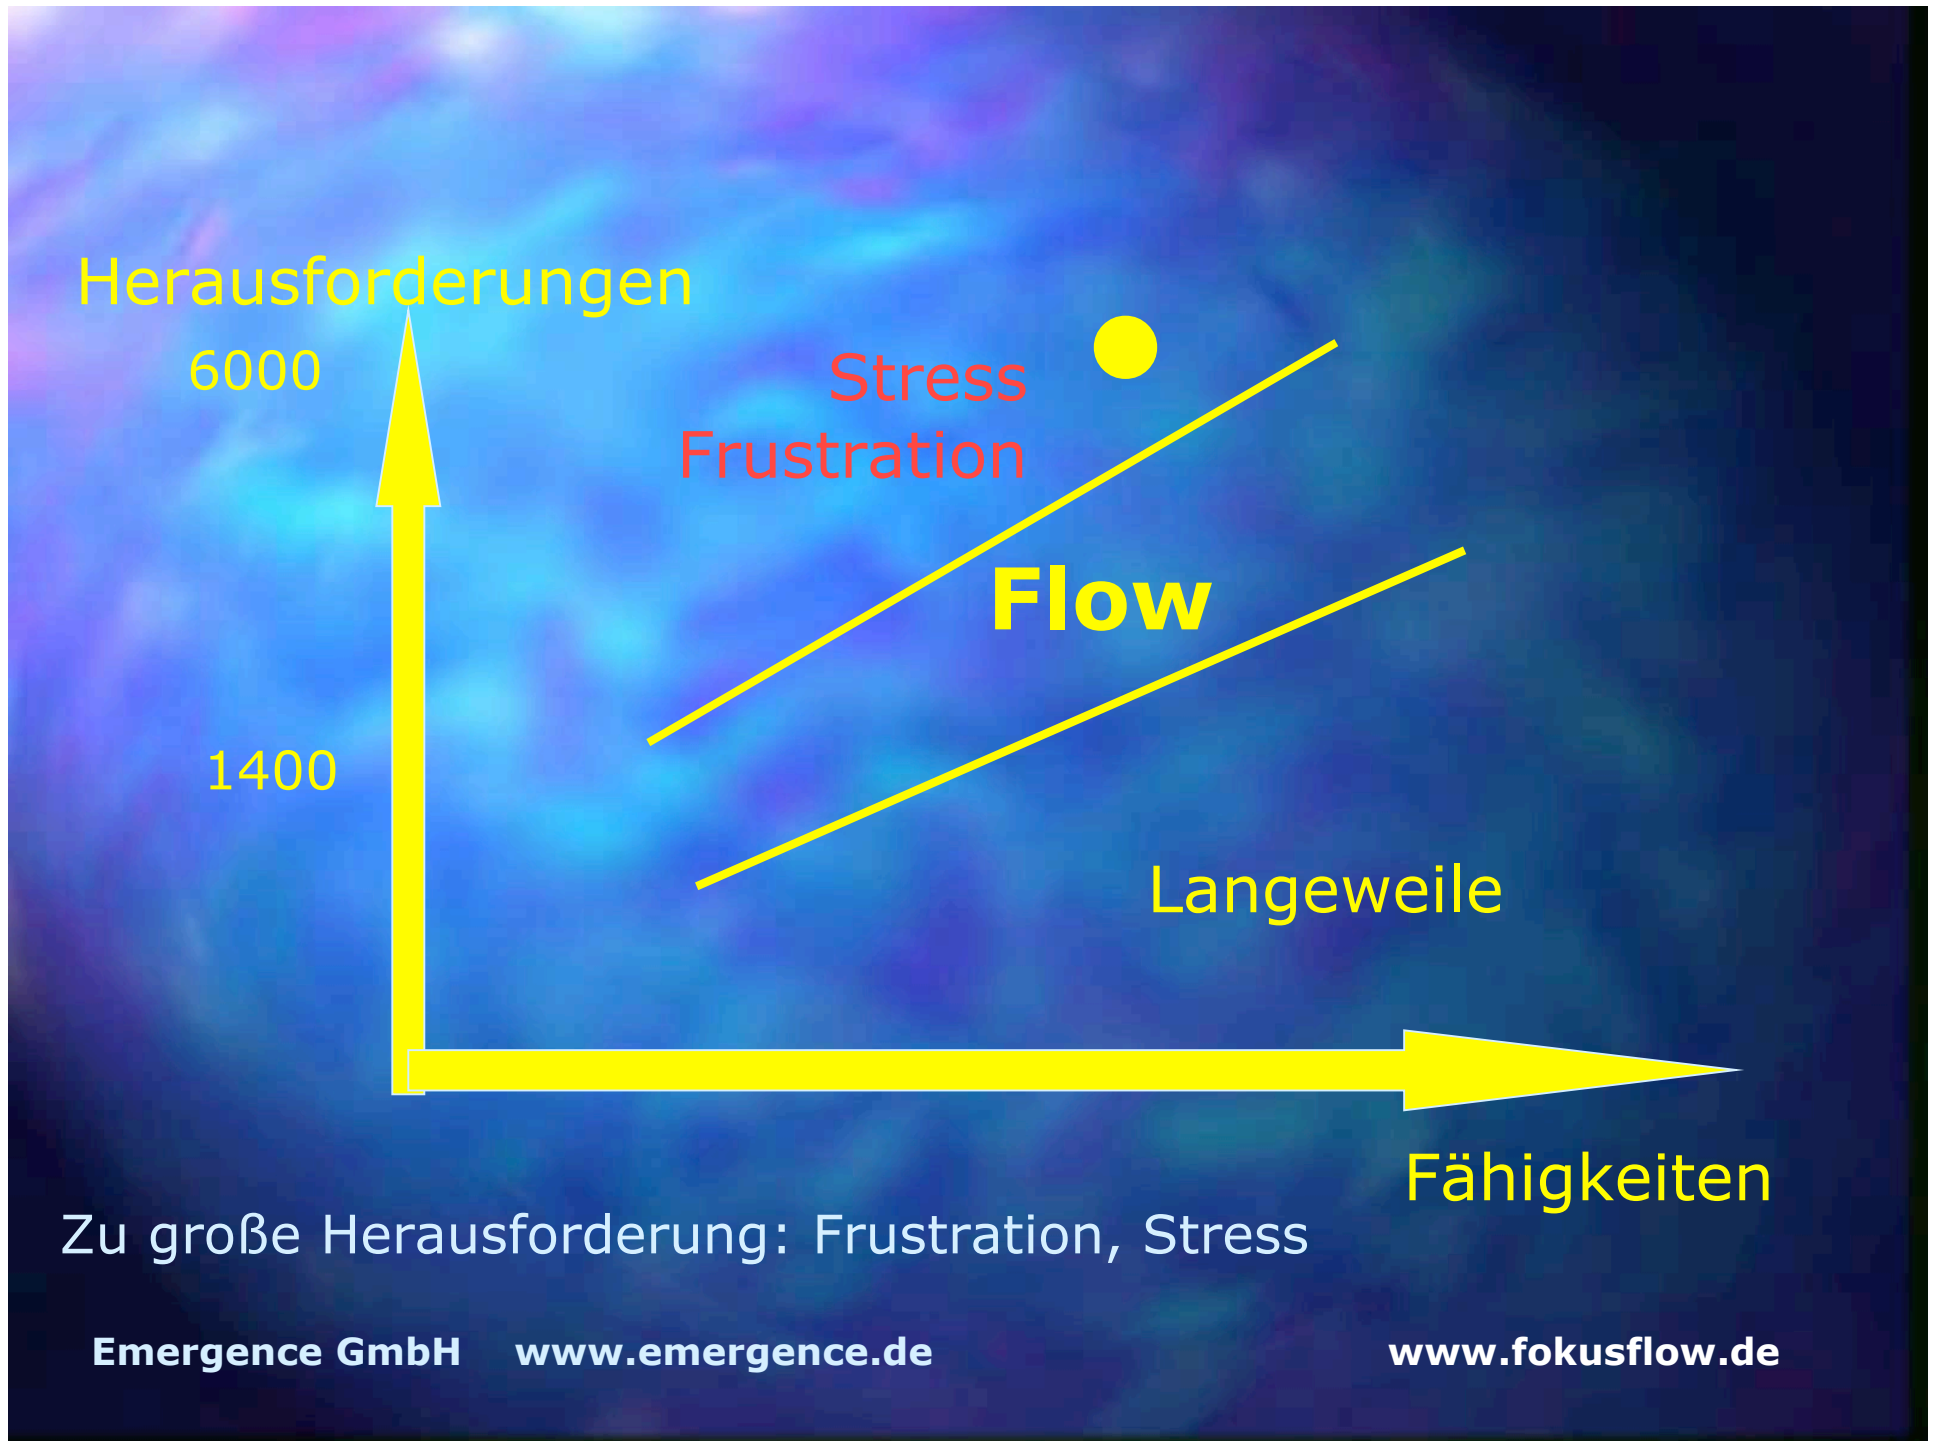 Herausforderungen
6000
Stress
Frustration
Flow
1400
Langeweile
Fähigkeiten
Zu große Herausforderung: Frustration, Stress
Emergence GmbH www.emergence.de www.fokusflow.de